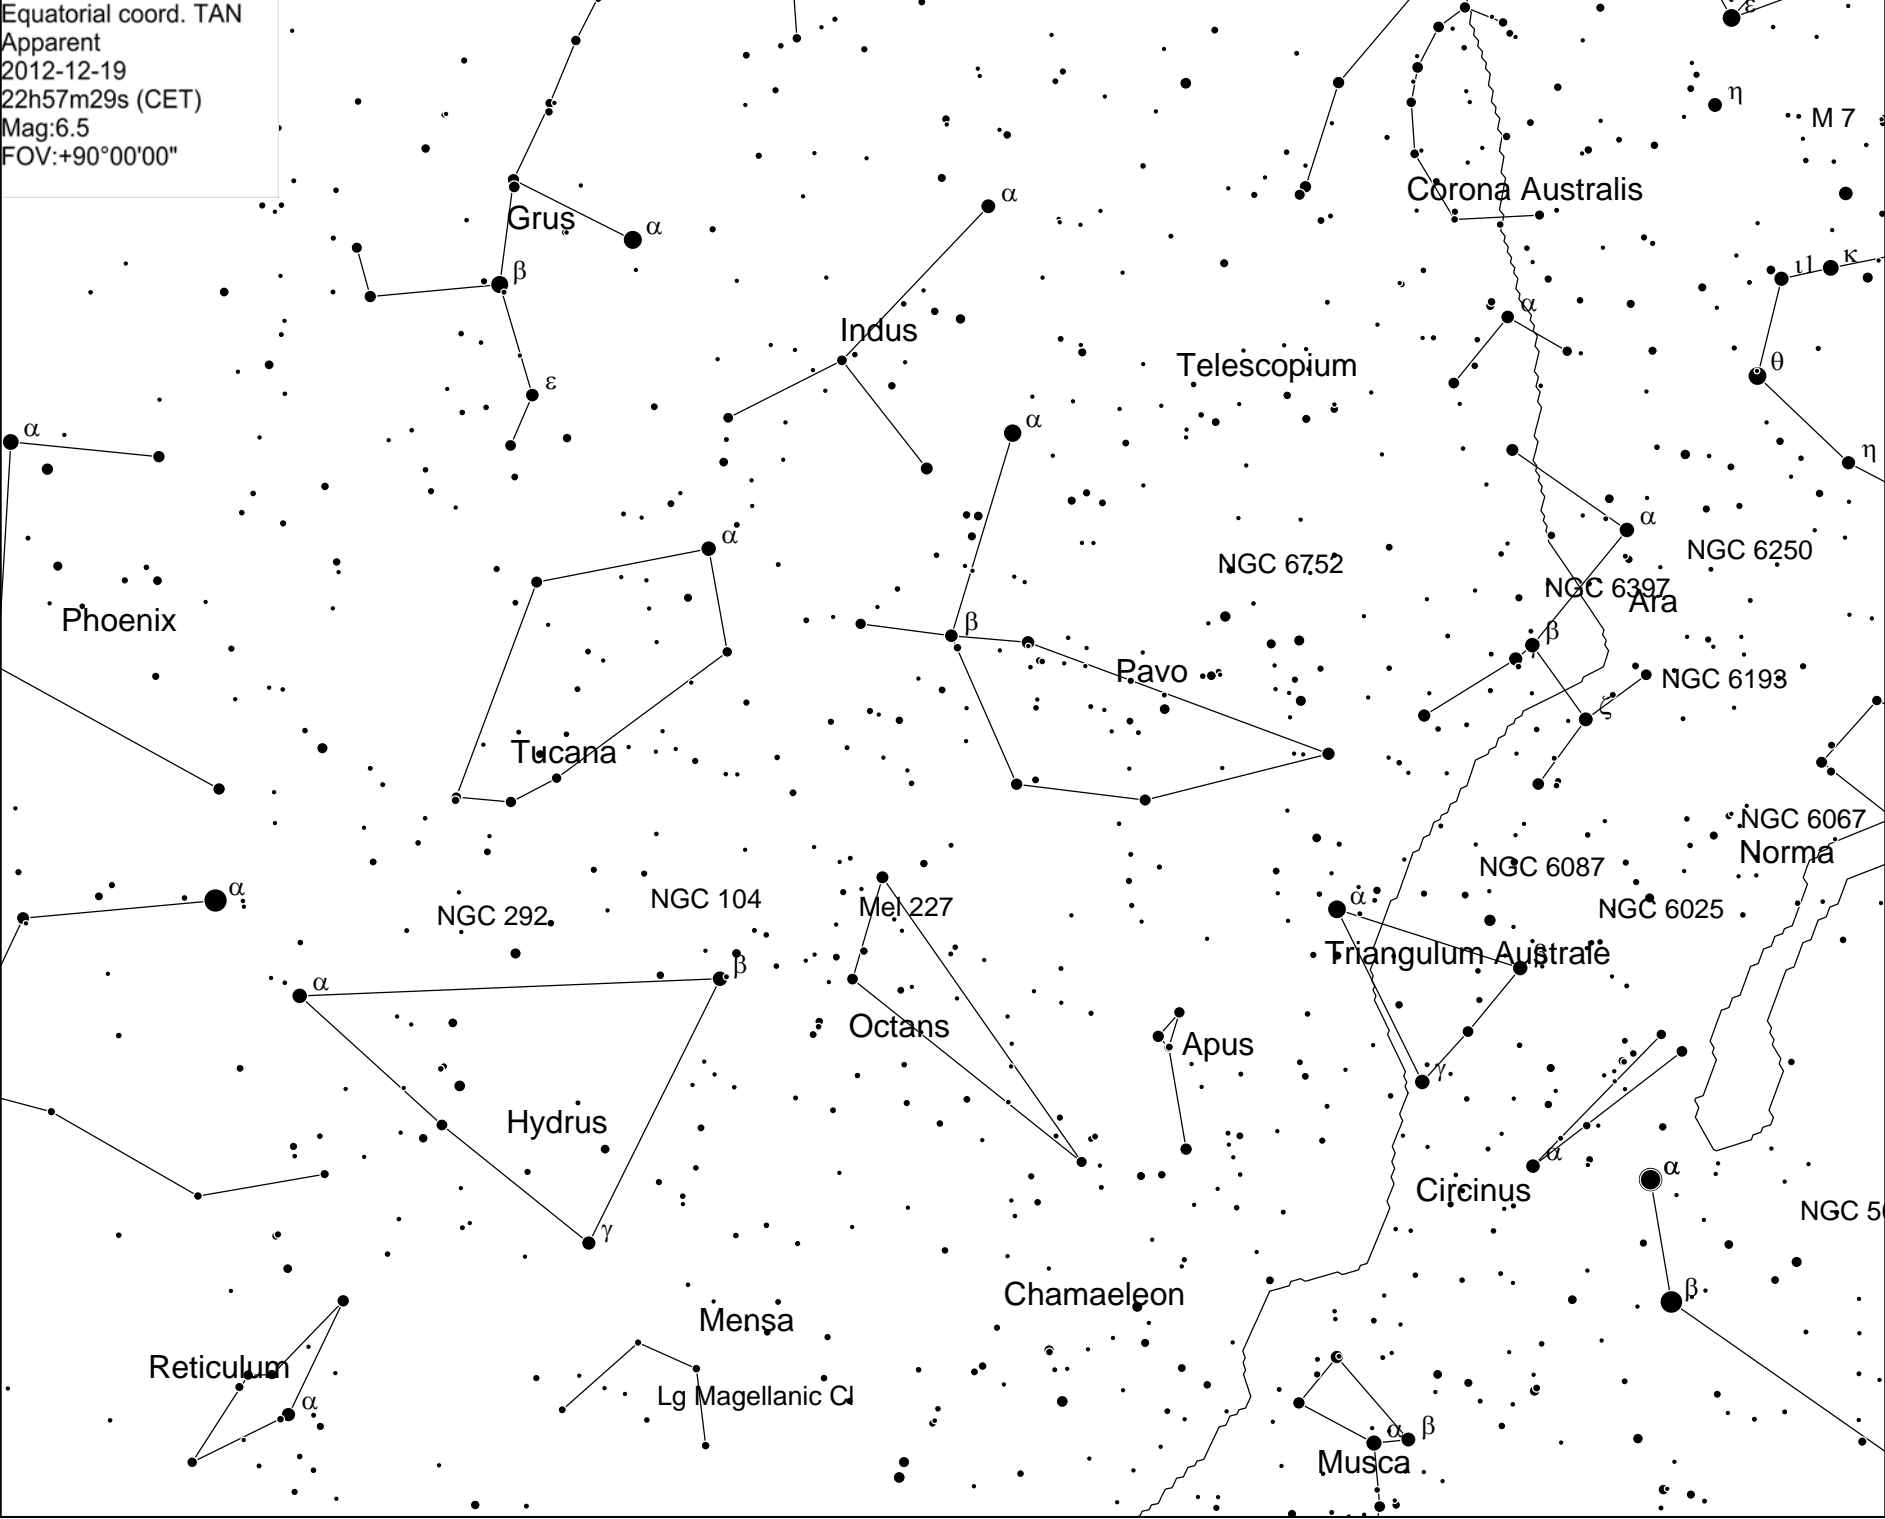 Equatorial coord. TAN
Apparent
2012-12-19
22h57m29s (CET)
Mag:6.5
FOV:+90°00'00"
ε
η
M 7
α
Corona Australis
Grus
α
β
ι1
κ
α
Indus
Telescopium
θ
ε
α
α
η
α
α
NGC 6250
NGC 6752
NGC 6397
Ara
Phoenix
β
β
Pavo
NGC 6193
ζ
Tucana
NGC 6067
Norma
NGC 6087
α
NGC 104
α
Mel 227
NGC 292
NGC 6025
Triangulum Australe
β
β
α
Octans
Apus
γ
Hydrus
α
α
Circinus
NGC 50
γ
β
Chamaeleon
Mensa
Reticulum
Lg Magellanic Cl
α
α
β
Musca